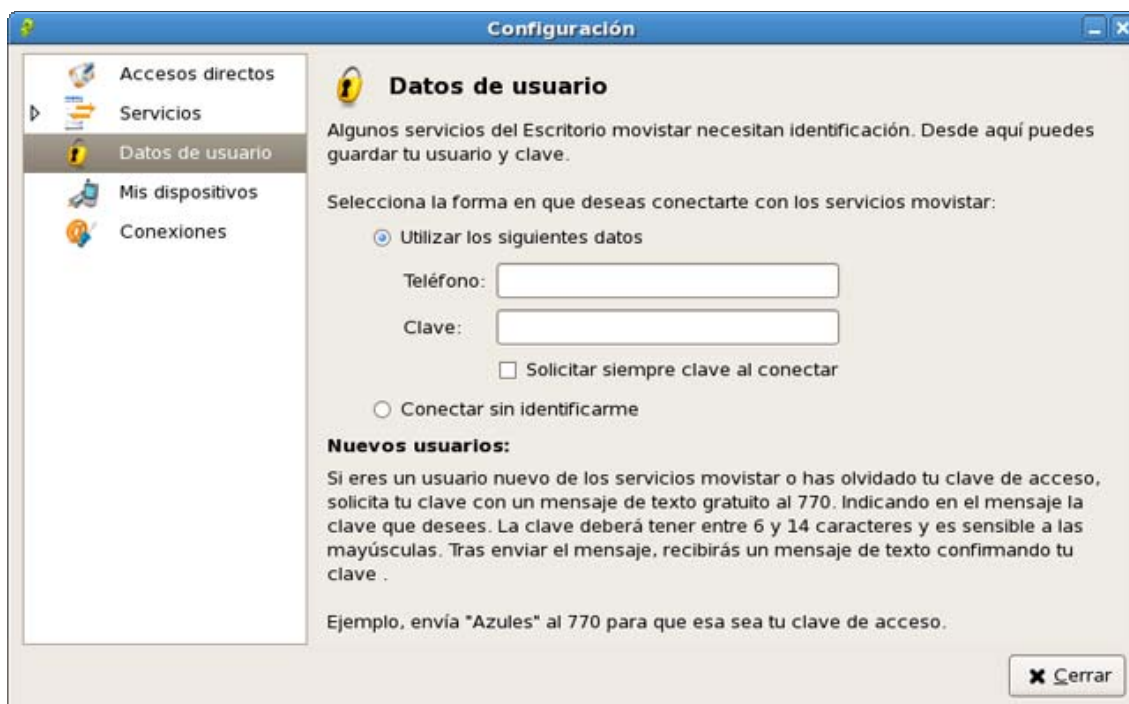 Configuración
Accesos directos
Servicios
Datos de usuario
Mis dispositivos
Conexiones
Datos de usuario
Algunos servicios del Escritorio movistar necesitan identificación. Desde aquí puedes
guardar tu usuario y clave.
Selecciona la forma en que deseas conectarte con los servicios movistar:
Utilizar los siguientes datos
Teléfono:
Clave:
Solicitar siempre clave al conectar
Conectar sin identificarme
Nuevos usuarios:
Si eres un usuario nuevo de los servicios movistar o has olvidado tu clave de acceso,
solicita tu clave con un mensaje de texto gratuito al 770. Indicando en el mensaje la
clave que desees. La clave deberá tener entre 6 y 14 caracteres y es sensible a las
mayúsculas. Tras enviar el mensaje, recibirás un mensaje de texto confirmando tu
clave .
Ejemplo, envía "Azules" al 770 para que esa sea tu clave de acceso.
Cerrar